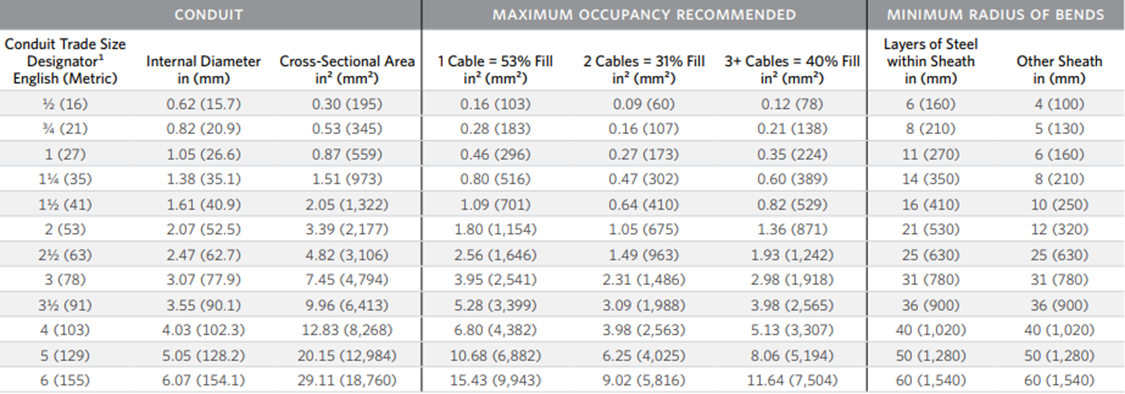 CONDUIT MAXIMUM OCCUPANCY RECOMMENDED MINIMUM RADIUS OF BENDS
Conduit Trade Size Designator¹ English (Metric) Internal Diameter in (mm) Cross-Sectional Area in² (mm²) 1 Cable = 53% Fill in² (mm²) 2 Cables = 31% Fill in² (mm²) 3+ Cables = 40% Fill in² (mm²) Layers of Steel within Sheath in (mm) Other Sheath in (mm)
½ (16) 0.62 (15.7) 0.30 (195) 0.16 (103) 0.09 (60) 0.12 (78) 6 (160) 4 (100)
¾ (21) 0.82 (20.9) 0.53 (345) 0.28 (183) 0.16 (107) 0.21 (138) 8 (210) 5 (130)
1 (27) 1.05 (26.6) 0.87 (559) 0.46 (296) 0.27 (173) 0.35 (224) 11 (270) 6 (160)
1¼ (35) 1.38 (35.1) 1.51 (973) 0.80 (516) 0.47 (302) 0.60 (389) 14 (350) 8 (210)
1½ (41) 1.61 (40.9) 2.05 (1,322) 1.09 (701) 0.64 (410) 0.82 (529) 16 (410) 10 (250)
2 (53) 2.07 (52.5) 3.39 (2,177) 1.80 (1,154) 1.05 (675) 1.36 (871) 21 (530) 12 (320)
2½ (63) 2.47 (62.7) 4.82 (3,106) 2.56 (1,646) 1.49 (963) 1.93 (1,242) 25 (630) 25 (630)
3 (78) 3.07 (77.9) 7.45 (4,794) 3.95 (2,541) 2.31 (1,486) 2.98 (1,918) 31 (780) 31 (780)
3½ (91) 3.55 (90.1) 9.96 (6,413) 5.28 (3,399) 3.09 (1,988) 3.98 (2,565) 36 (900) 36 (900)
4 (103) 4.03 (102.3) 12.83 (8,268) 6.80 (4,382) 3.98 (2,563) 5.13 (3,307) 40 (1,020) 40 (1,020)
5 (129) 5.05 (128.2) 20.15 (12,984) 10.68 (6,882) 6.25 (4,025) 8.06 (5,194) 50 (1,280) 50 (1,280)
6 (155) 6.07 (154.1) 29.11 (18,760) 15.43 (9,943) 9.02 (5,816) 11.64 (7,504) 60 (1,540) 60 (1,540)